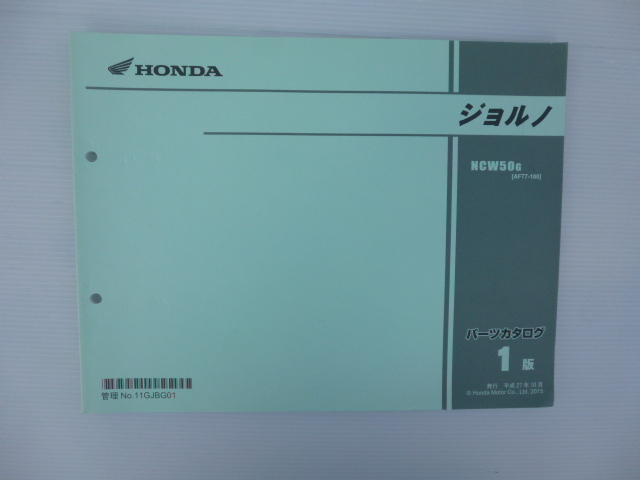 HONDA
ジョルノ
NCW50G
[AF77-100]
パーツカタログ
1版
発行 平成27年10月
© Honda Motor Co., Ltd. 2015
管理 No.11GJBG01